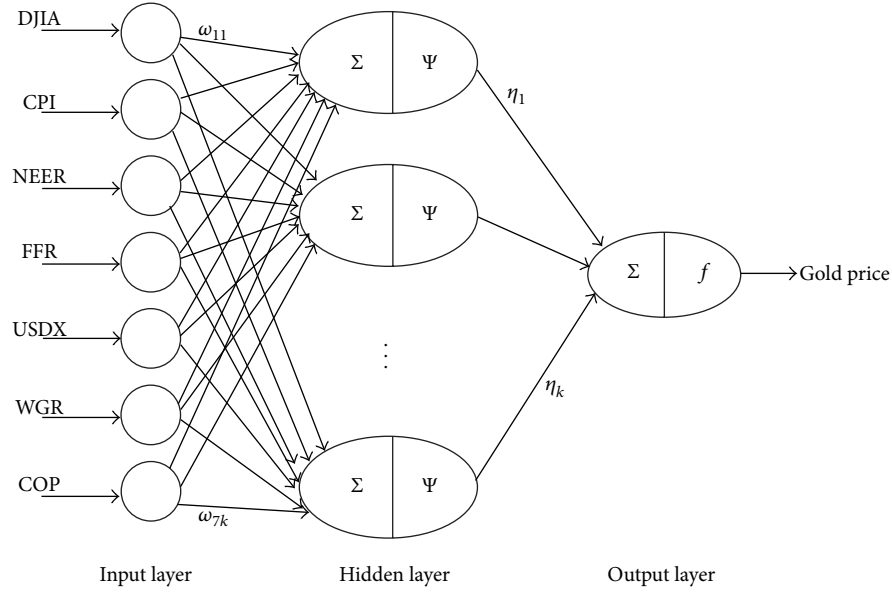 DJIA
CPI
NEER
FFR
USDX
WGR
COP
ω11
ω7k
Σ Ψ
Σ Ψ
⋮
Σ Ψ
η1
ηk
Σ f
Gold price
Input layer
Hidden layer
Output layer